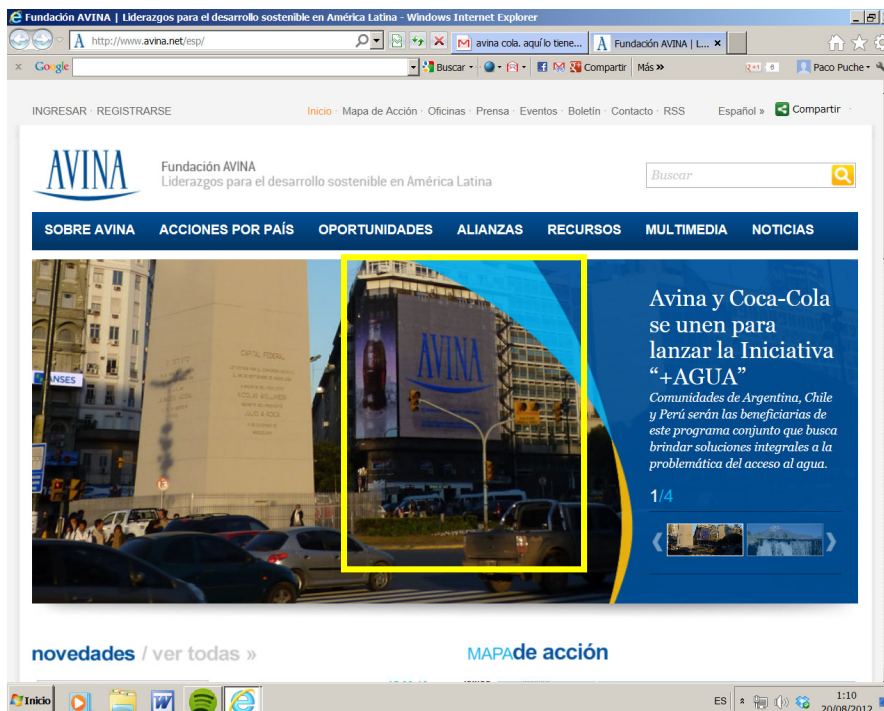 Fundación AVINA | Liderazgos para el desarrollo sostenible en América Latina - Windows Internet Explorer
http://www.avina.net/esp/
avina cola. aquí lo tiene...
Fundación AVINA | L...
Google
Buscar
Compartir
Más »
Paco Puche
INGRESAR · REGISTRARSE
Inicio · Mapa de Acción · Oficinas · Prensa · Eventos · Boletín · Contacto · RSS
Español »
Compartir
AVINA
Fundación AVINA
Liderazgos para el desarrollo sostenible en América Latina
Buscar
SOBRE AVINA
ACCIONES POR PAÍS
OPORTUNIDADES
ALIANZAS
RECURSOS
MULTIMEDIA
NOTICIAS
ANSES
CAPITAL FEDERAL
AVINA
Avina y Coca-Cola
se unen para
lanzar la Iniciativa
“+AGUA”
Comunidades de Argentina, Chile
y Perú serán las beneficiarias de
este programa conjunto que busca
brindar soluciones integrales a la
problemática del acceso al agua.
1/4
novedades / ver todas »
MAPAde acción
Inicio
ES
1:10
20/08/2012